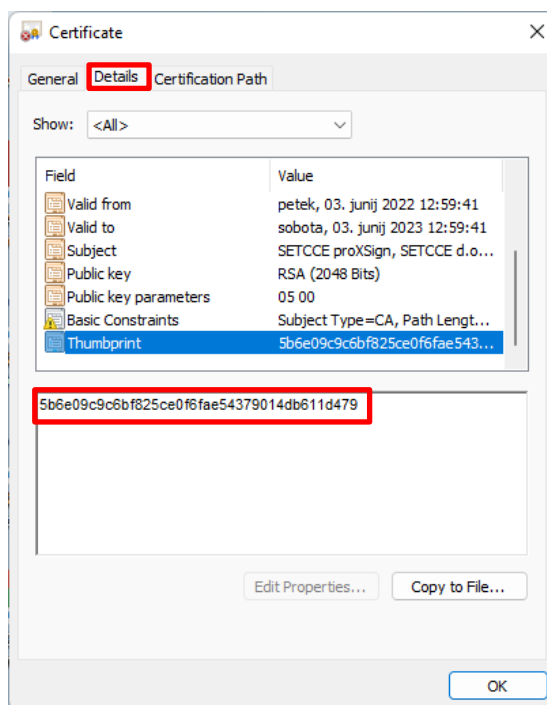 Certificate
General Details Certification Path
Show: <All>
Field Value
Valid from petek, 03. junij 2022 12:59:41
Valid to sobota, 03. junij 2023 12:59:41
Subject SETCCE proXSign, SETCCE d.o...
Public key RSA (2048 Bits)
Public key parameters 05 00
Basic Constraints Subject Type=CA, Path Lengt...
Thumbprint 5b6e09c9c6bf825ce0f6fae543...
5b6e09c9c6bf825ce0f6fae54379014db611d479
Edit Properties... Copy to File...
OK